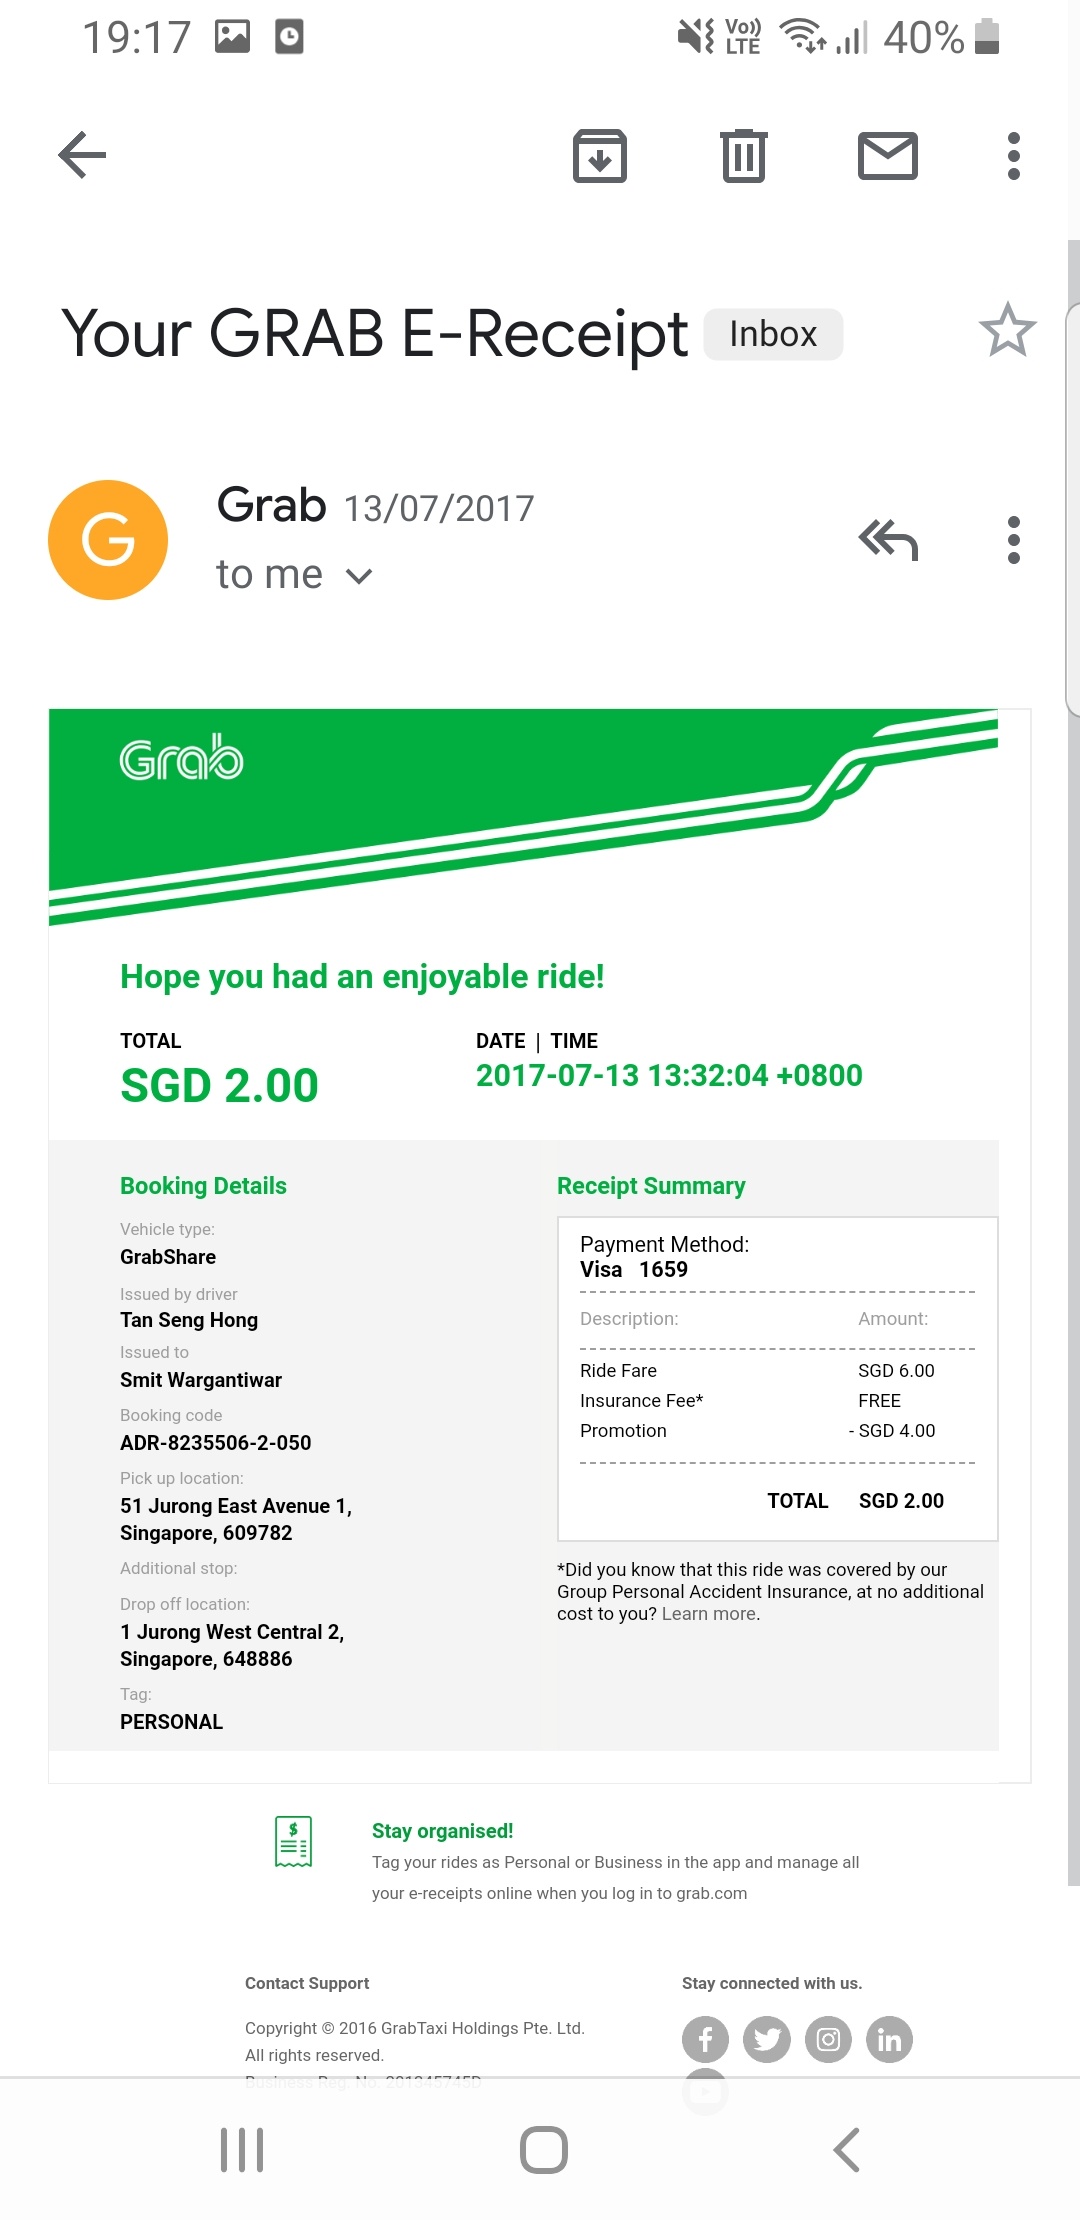 19:17
Vo)) LTE
40%
Your GRAB E-Receipt Inbox
G
Grab 13/07/2017
to me
Grab
Hope you had an enjoyable ride!
TOTAL
SGD 2.00
DATE | TIME
2017-07-13 13:32:04 +0800
Booking Details
Vehicle type:
GrabShare
Issued by driver
Tan Seng Hong
Issued to
Smit Wargantiwar
Booking code
ADR-8235506-2-050
Pick up location:
51 Jurong East Avenue 1,
Singapore, 609782
Additional stop:
Drop off location:
1 Jurong West Central 2,
Singapore, 648886
Tag:
PERSONAL
Receipt Summary
Payment Method:
Visa 1659
Description: Amount:
Ride Fare SGD 6.00
Insurance Fee* FREE
Promotion - SGD 4.00
TOTAL SGD 2.00
*Did you know that this ride was covered by our
Group Personal Accident Insurance, at no additional
cost to you? Learn more.
Stay organised!
Tag your rides as Personal or Business in the app and manage all
your e-receipts online when you log in to grab.com
Contact Support
Copyright © 2016 GrabTaxi Holdings Pte. Ltd.
All rights reserved.
Business Reg. No.
Stay connected with us.